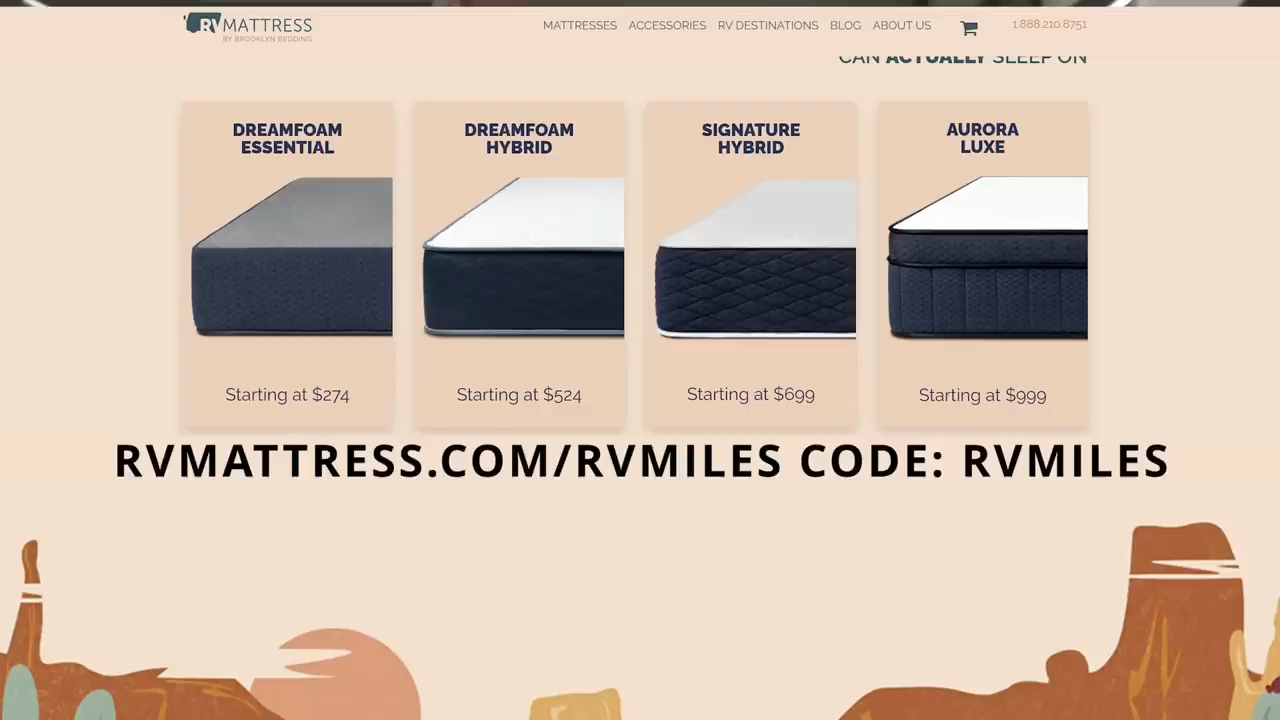 RVMATTRESS
BY BROOKLYN BEDDING
MATTRESSES ACCESSORIES RV DESTINATIONS BLOG ABOUT US 1.888.210.8751
CAN ACTUALLY SLEEP ON
DREAMFOAM
ESSENTIAL
DREAMFOAM
HYBRID
SIGNATURE
HYBRID
AURORA
LUXE
Starting at $274
Starting at $524
Starting at $699
Starting at $999
RVMATTRESS.COM/RVMILES CODE: RVMILES